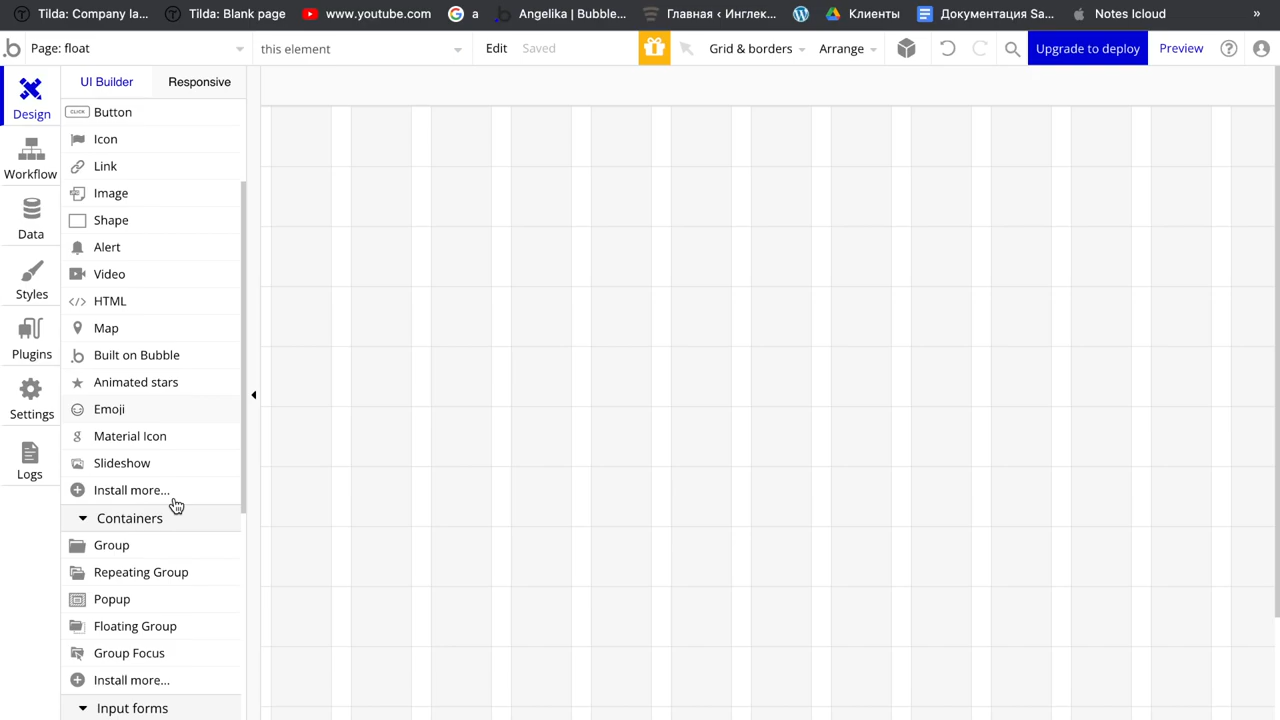 Tilda: Company la...
Tilda: Blank page
www.youtube.com
a
Angelika | Bubble...
Главная ‹ Инглек...
Клиенты
Документация Sa...
Notes Icloud
»
Page: float
this element
Edit
Saved
Grid & borders
Arrange
Upgrade to deploy
Preview
UI Builder
Responsive
Design
Workflow
Data
Styles
Plugins
Settings
Logs
CLICK
Button
Icon
Link
Image
Shape
Alert
Video
HTML
Map
Built on Bubble
Animated stars
Emoji
Material Icon
Slideshow
Install more...
Containers
Group
Repeating Group
Popup
Floating Group
Group Focus
Install more...
Input forms